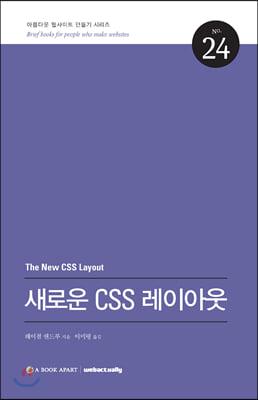 아름다운 웹사이트 만들기 시리즈
Brief books for people who make websites
No.
24
The New CSS Layout
새로운 CSS 레이아웃
레이철 앤드루 지음 이미령 옮김
A BOOK APART webactually